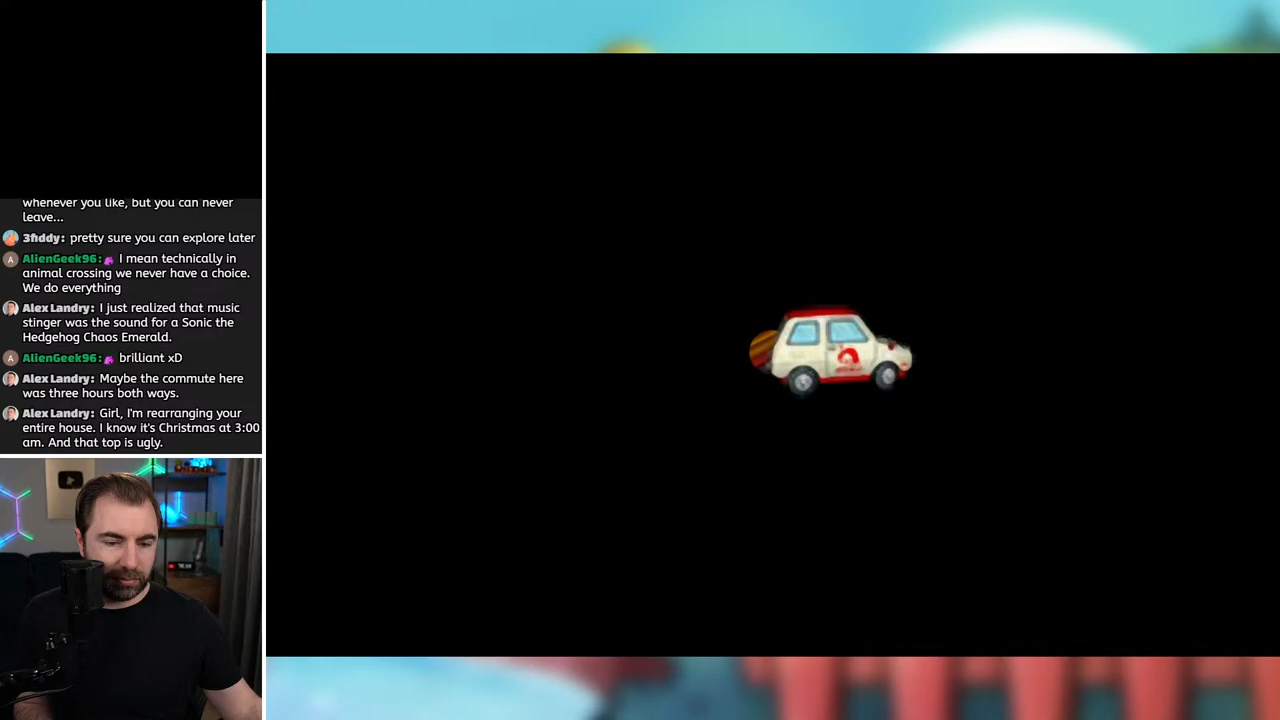 whenever you like, but you can never
leave...
3fiddy: pretty sure you can explore later
AlienGeek96: I mean technically in
animal crossing we never have a choice.
We do everything
Alex Landry: I just realized that music
stinger was the sound for a Sonic the
Hedgehog Chaos Emerald.
AlienGeek96: brilliant xD
Alex Landry: Maybe the commute here
was three hours both ways.
Alex Landry: Girl, I'm rearranging your
entire house. I know it's Christmas at 3:00
am. And that top is ugly.